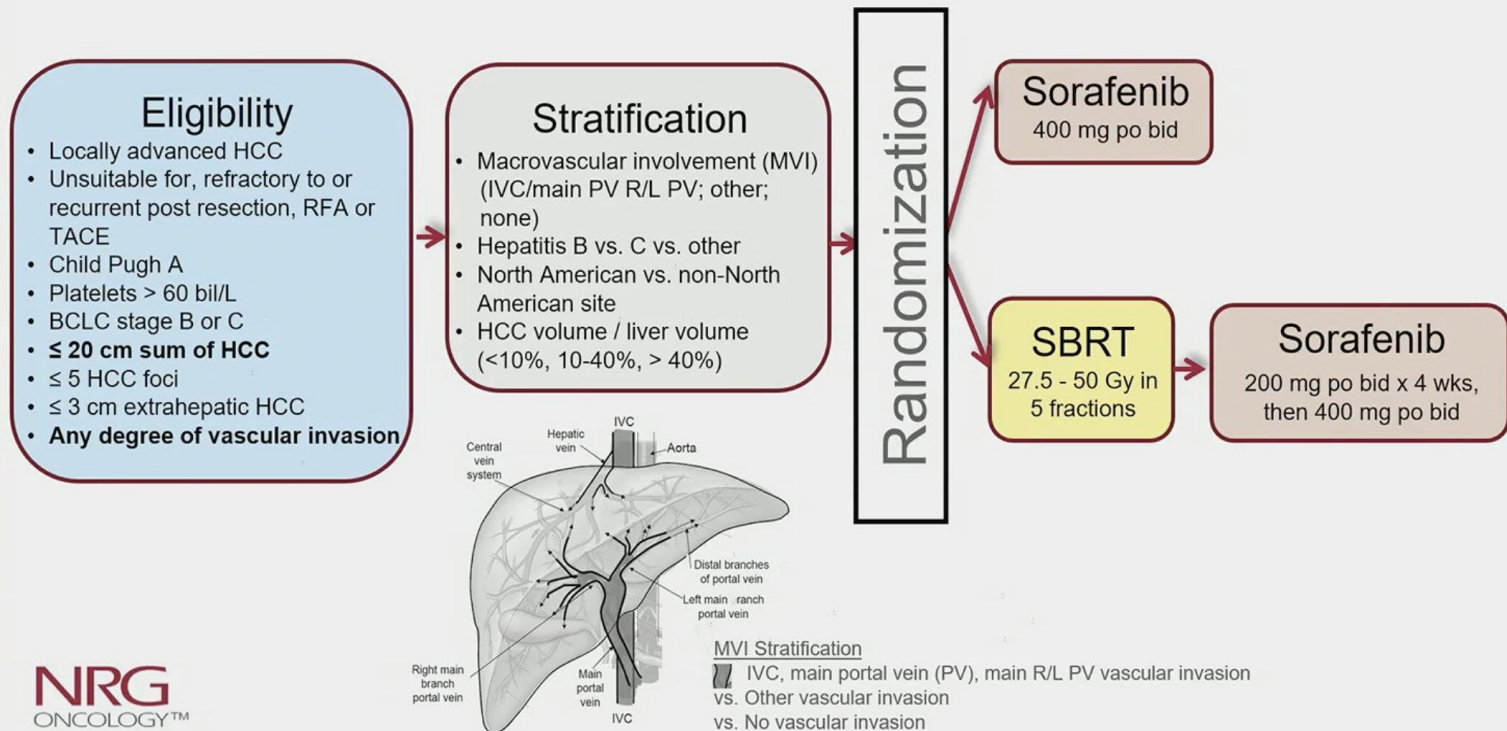 Eligibility
• Locally advanced HCC
• Unsuitable for, refractory to or
recurrent post resection, RFA or
TACE
• Child Pugh A
• Platelets > 60 bil/L
• BCLC stage B or C
• ≤ 20 cm sum of HCC
• ≤ 5 HCC foci
• ≤ 3 cm extrahepatic HCC
• Any degree of vascular invasion
Stratification
• Macrovascular involvement (MVI)
(IVC/main PV R/L PV; other;
none)
• Hepatitis B vs. C vs. other
• North American vs. non-North
American site
• HCC volume / liver volume
(<10%, 10-40%, > 40%)
Randomization
Sorafenib
400 mg po bid
SBRT
27.5 - 50 Gy in
5 fractions
Sorafenib
200 mg po bid x 4 wks,
then 400 mg po bid
IVC
Hepatic
vein
Aorta
Central
vein
system
Distal branches
of portal vein
Left main ranch
portal vein
Right main
branch
portal vein
Main
portal
vein
IVC
MVI Stratification
IVC, main portal vein (PV), main R/L PV vascular invasion
vs. Other vascular invasion
vs. No vascular invasion
NRG
ONCOLOGY™